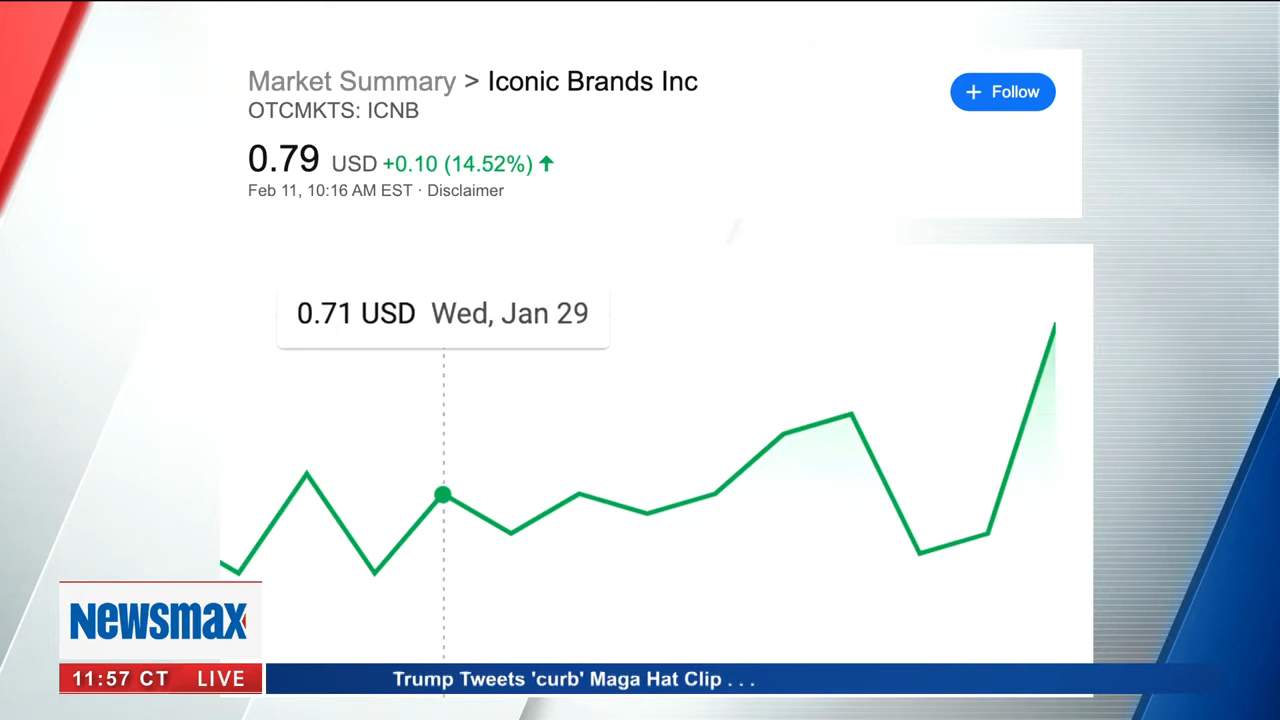 Market Summary > Iconic Brands Inc
OTCMKTS: ICNB
+ Follow
0.79 USD +0.10 (14.52%) ↑
Feb 11, 10:16 AM EST · Disclaimer
0.71 USD Wed, Jan 29
NEWSMAX
11:57 CT LIVE
Trump Tweets 'curb' Maga Hat Clip . . .